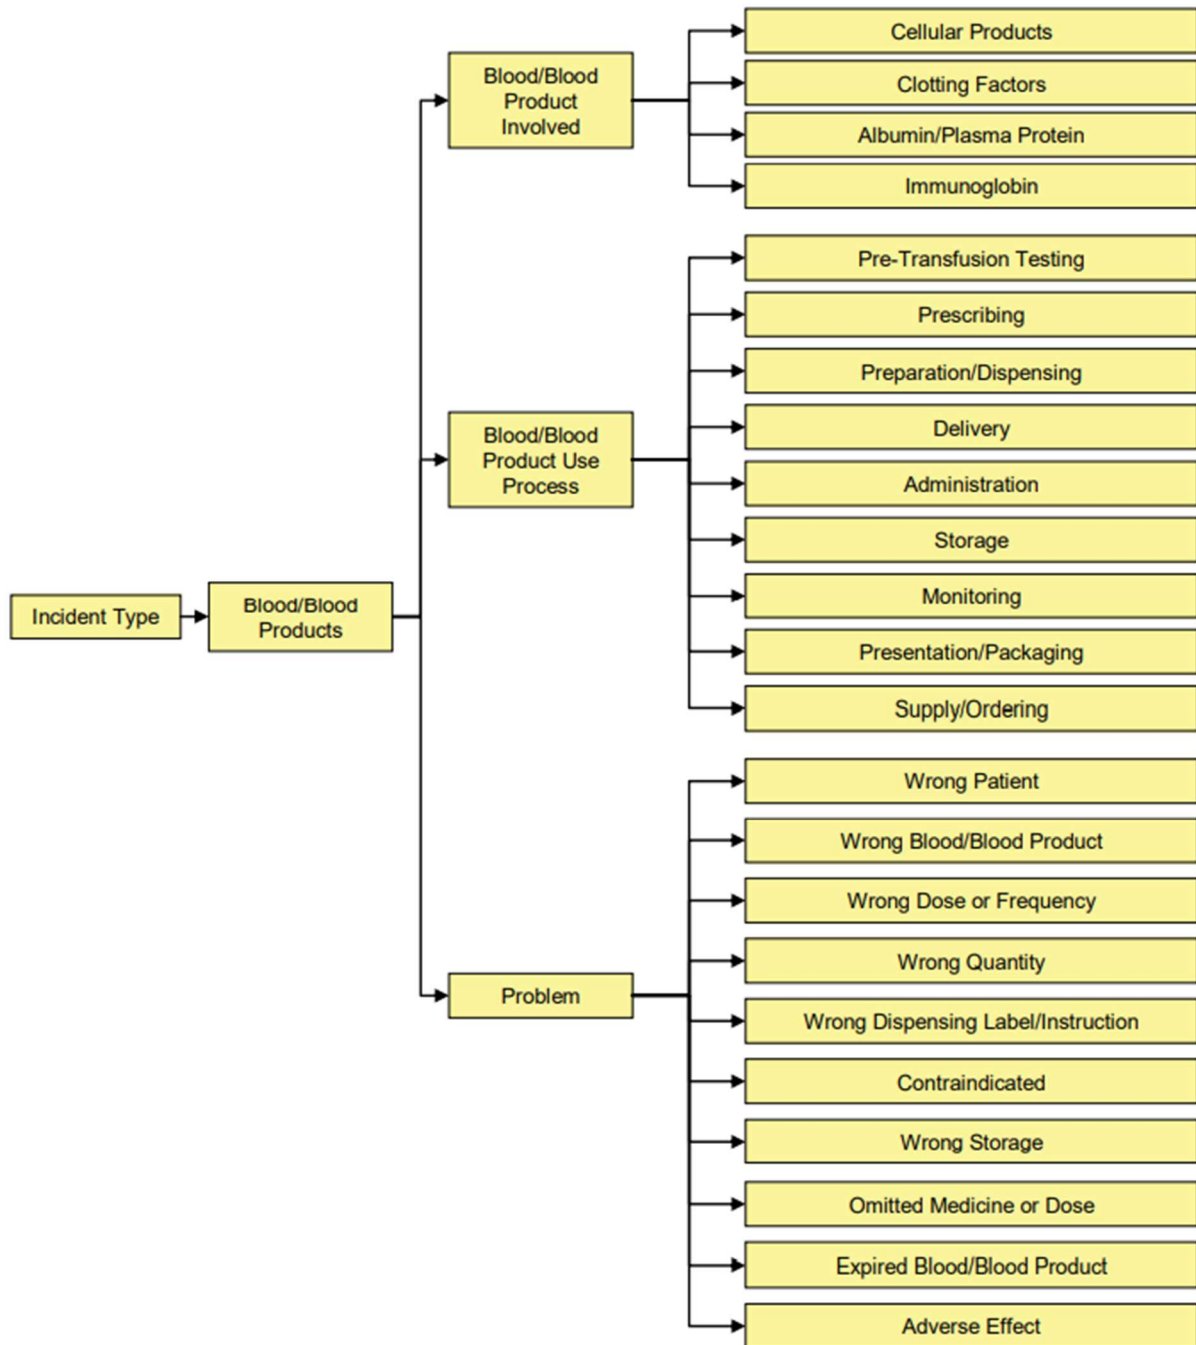 Incident Type
Blood/Blood
Products
Blood/Blood
Product
Involved
Cellular Products
Clotting Factors
Albumin/Plasma Protein
Immunoglobin
Blood/Blood
Product Use
Process
Pre-Transfusion Testing
Prescribing
Preparation/Dispensing
Delivery
Administration
Storage
Monitoring
Presentation/Packaging
Supply/Ordering
Problem
Wrong Patient
Wrong Blood/Blood Product
Wrong Dose or Frequency
Wrong Quantity
Wrong Dispensing Label/Instruction
Contraindicated
Wrong Storage
Omitted Medicine or Dose
Expired Blood/Blood Product
Adverse Effect